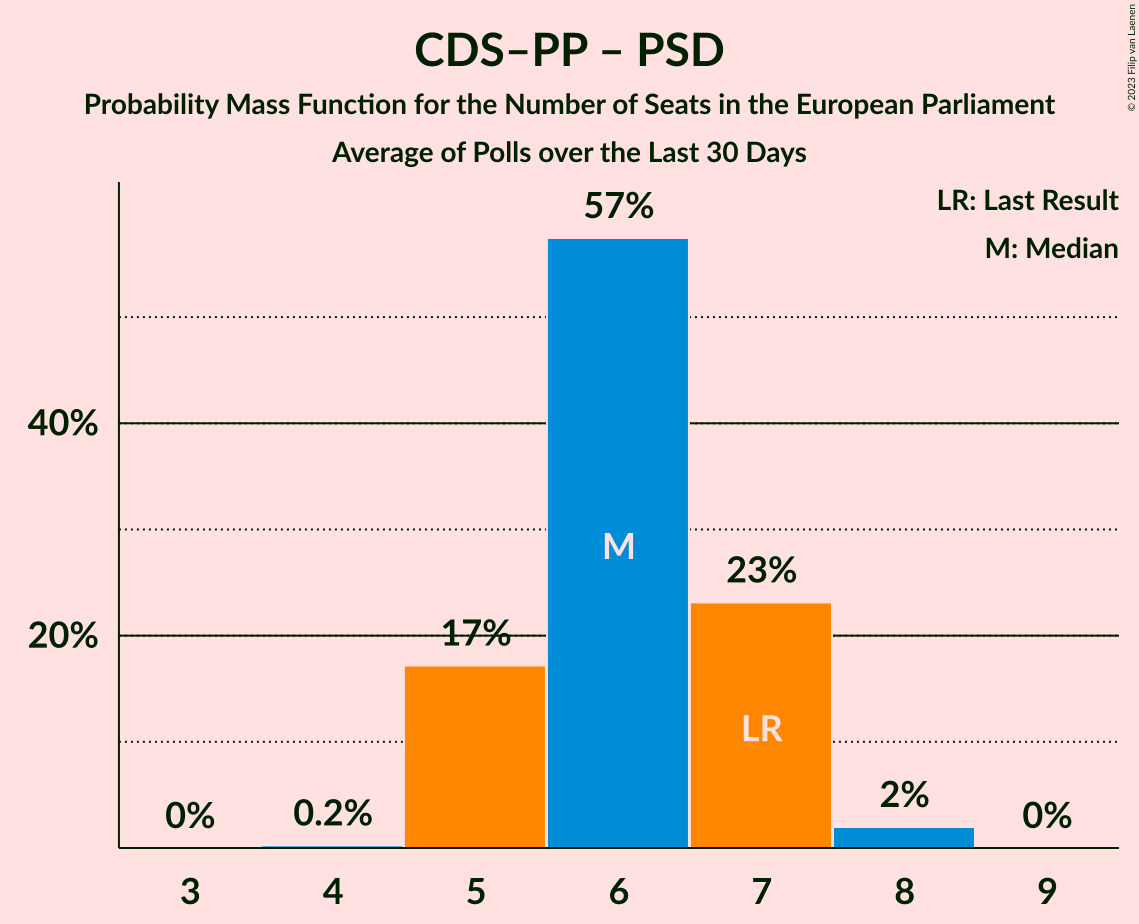 CDS–PP – PSD
Probability Mass Function for the Number of Seats in the European Parliament
Average of Polls over the Last 30 Days
© 2023 Filip van Laenen
LR: Last Result
M: Median
57%
40%
M
23%
20%
17%
LR
0%
0.2%
2%
0%
3 4 5 6 7 8 9